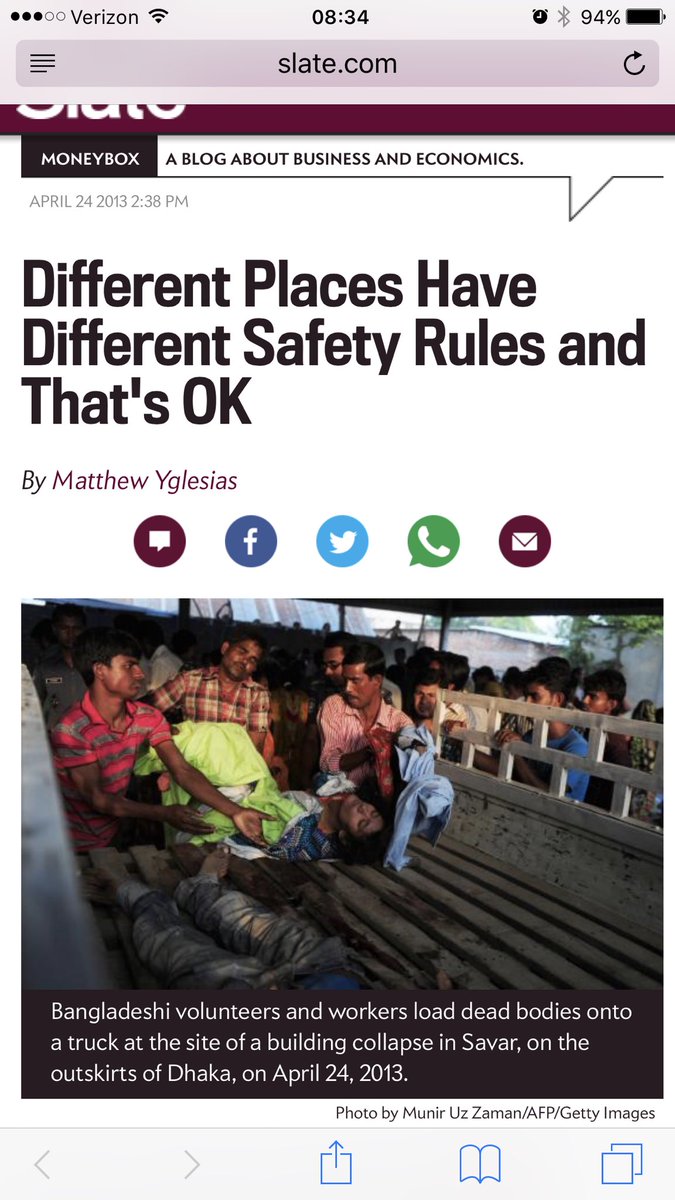 Verizon 08:34 94%
slate.com
Slate
MONEYBOX A BLOG ABOUT BUSINESS AND ECONOMICS.
APRIL 24 2013 2:38 PM
Different Places Have
Different Safety Rules and
That's OK
By Matthew Yglesias
Bangladeshi volunteers and workers load dead bodies onto
a truck at the site of a building collapse in Savar, on the
outskirts of Dhaka, on April 24, 2013.
Photo by Munir Uz Zaman/AFP/Getty Images